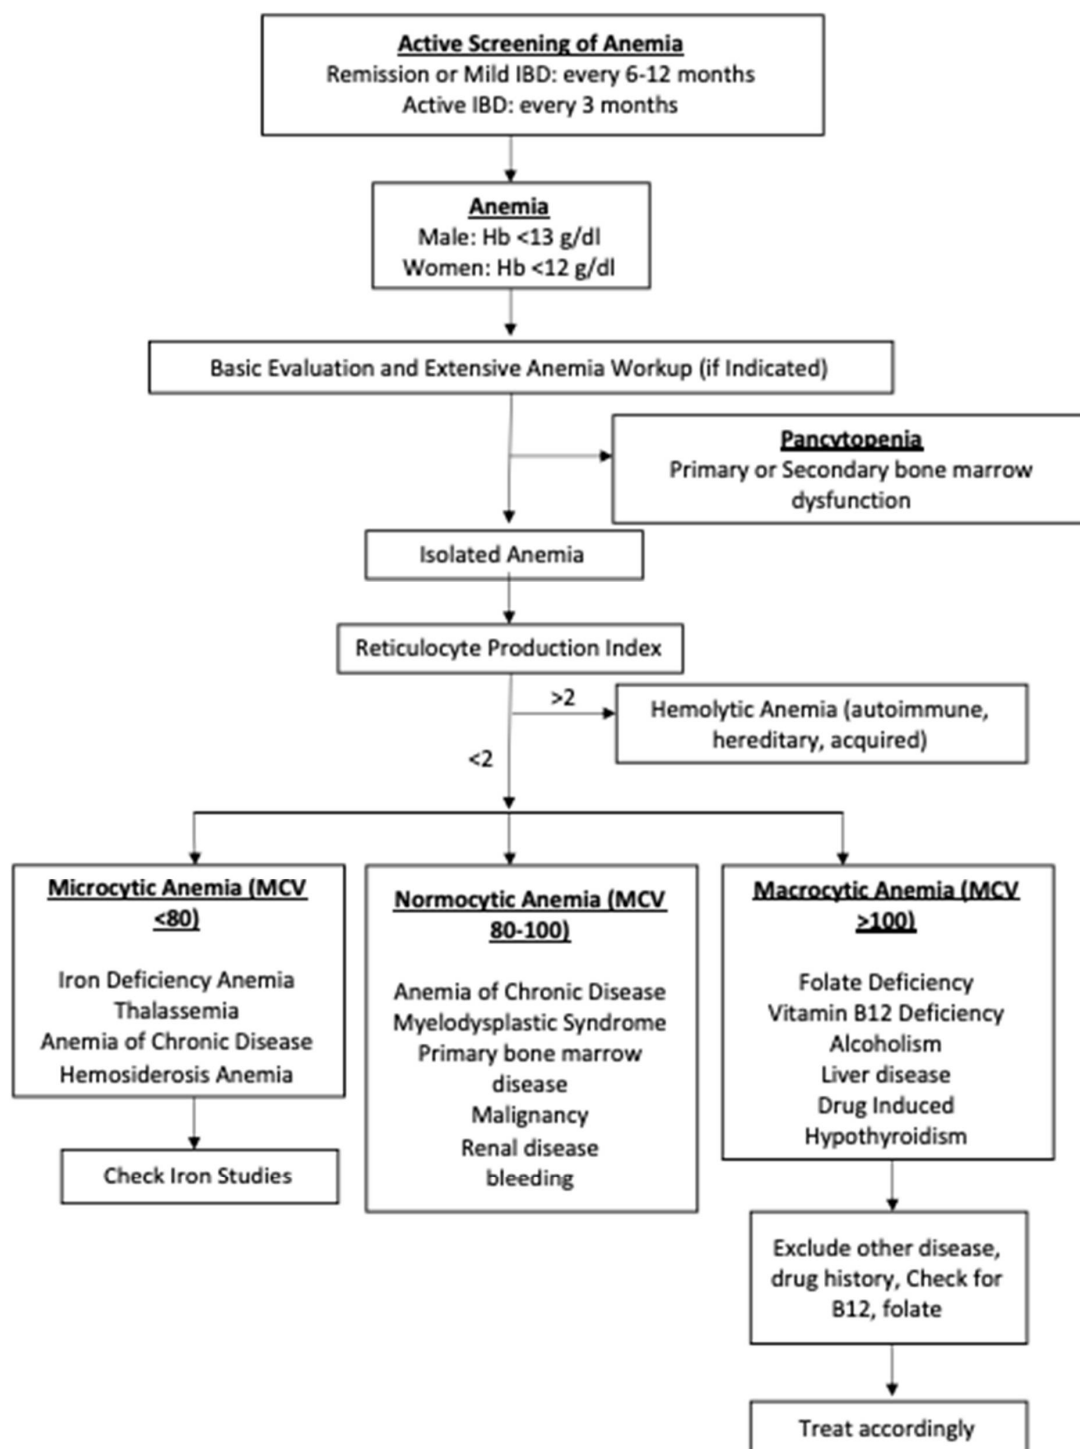 Active Screening of Anemia
Remission or Mild IBD: every 6-12 months
Active IBD: every 3 months
Anemia
Male: Hb <13 g/dl
Women: Hb <12 g/dl
Basic Evaluation and Extensive Anemia Workup (if Indicated)
Pancytopenia
Primary or Secondary bone marrow
dysfunction
Isolated Anemia
Reticulocyte Production Index
>2
Hemolytic Anemia (autoimmune,
hereditary, acquired)
<2
Microcytic Anemia (MCV
<80)
Iron Deficiency Anemia
Thalassemia
Anemia of Chronic Disease
Hemosiderosis Anemia
Check Iron Studies
Normocytic Anemia (MCV
80-100)
Anemia of Chronic Disease
Myelodysplastic Syndrome
Primary bone marrow
disease
Malignancy
Renal disease
bleeding
Macrocytic Anemia (MCV
>100)
Folate Deficiency
Vitamin B12 Deficiency
Alcoholism
Liver disease
Drug Induced
Hypothyroidism
Exclude other disease,
drug history, Check for
B12, folate
Treat accordingly